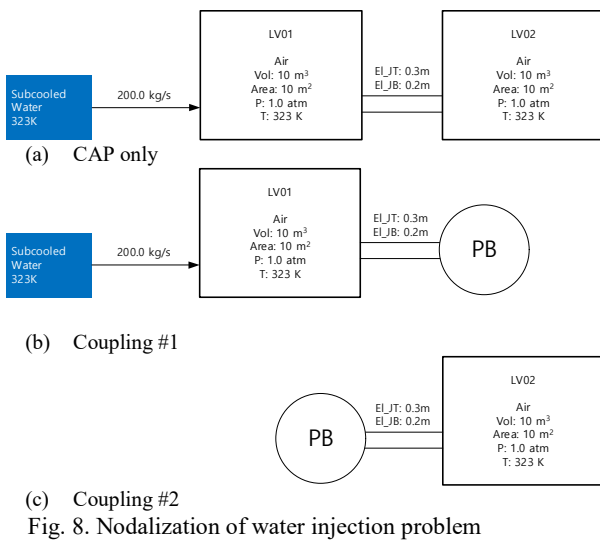 LV01
Air
Vol: 10 m³
Area: 10 m²
P: 1.0 atm
T: 323 K
LV02
Air
Vol: 10 m³
Area: 10 m²
P: 1.0 atm
T: 323 K
El_JT: 0.3m
El_JB: 0.2m
Subcooled
Water
323K
200.0 kg/s
(a) CAP only
LV01
Air
Vol: 10 m³
Area: 10 m²
P: 1.0 atm
T: 323 K
El_JT: 0.3m
El_JB: 0.2m
PB
Subcooled
Water
323K
200.0 kg/s
(b) Coupling #1
PB
El_JT: 0.3m
El_JB: 0.2m
LV02
Air
Vol: 10 m³
Area: 10 m²
P: 1.0 atm
T: 323 K
(c) Coupling #2
Fig. 8. Nodalization of water injection problem